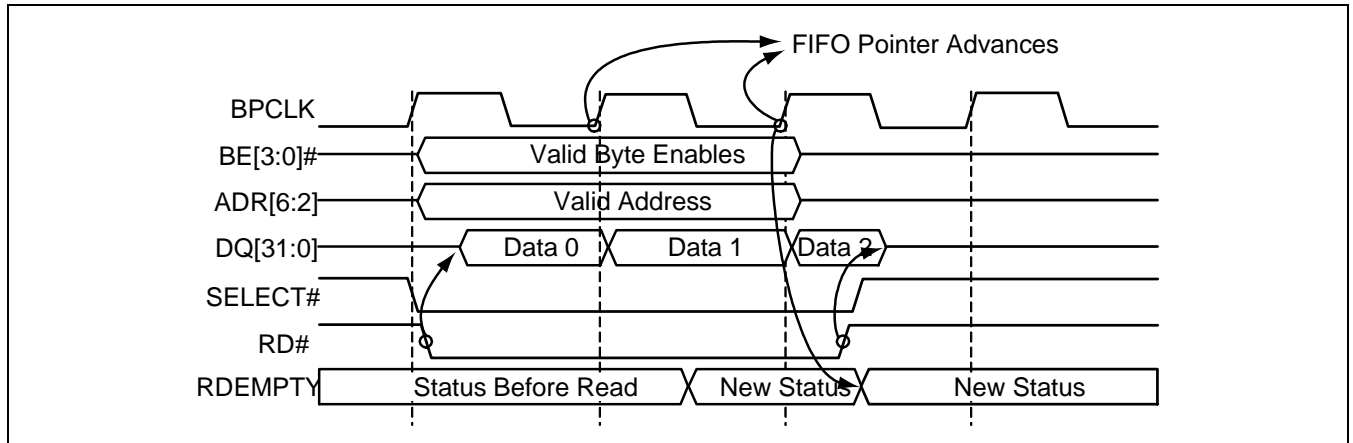 FIFO Pointer Advances
BPCLK
BE[3:0]# Valid Byte Enables
ADR[6:2] Valid Address
DQ[31:0] Data 0 Data 1 Data 2
SELECT#
RD#
RDEMPTY Status Before Read New Status New Status